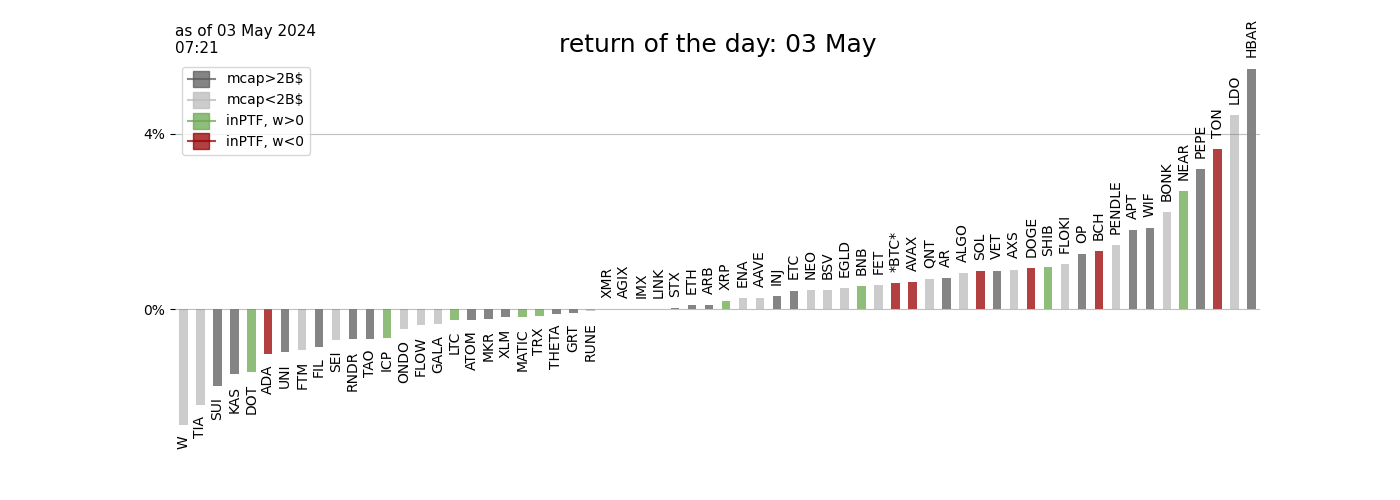 as of 03 May 2024
07:21
return of the day: 03 May
mcap>2B$
mcap<2B$
inPTF, w>0
inPTF, w<0
4%
0%
W
TIA
SUI
KAS
DOT
ADA
UNI
FTM
FIL
SEI
RNDR
TAO
ICP
ONDO
FLOW
GALA
LTC
ATOM
MKR
XLM
MATIC
TRX
THETA
GRT
RUNE
XMR
AGIX
IMX
LINK
STX
ETH
ARB
XRP
ENA
AAVE
INJ
ETC
NEO
BSV
EGLD
BNB
FET
*BTC*
AVAX
QNT
AR
ALGO
SOL
VET
AXS
DOGE
SHIB
FLOKI
OP
BCH
PENDLE
APT
WIF
BONK
NEAR
PEPE
TON
LDO
HBAR